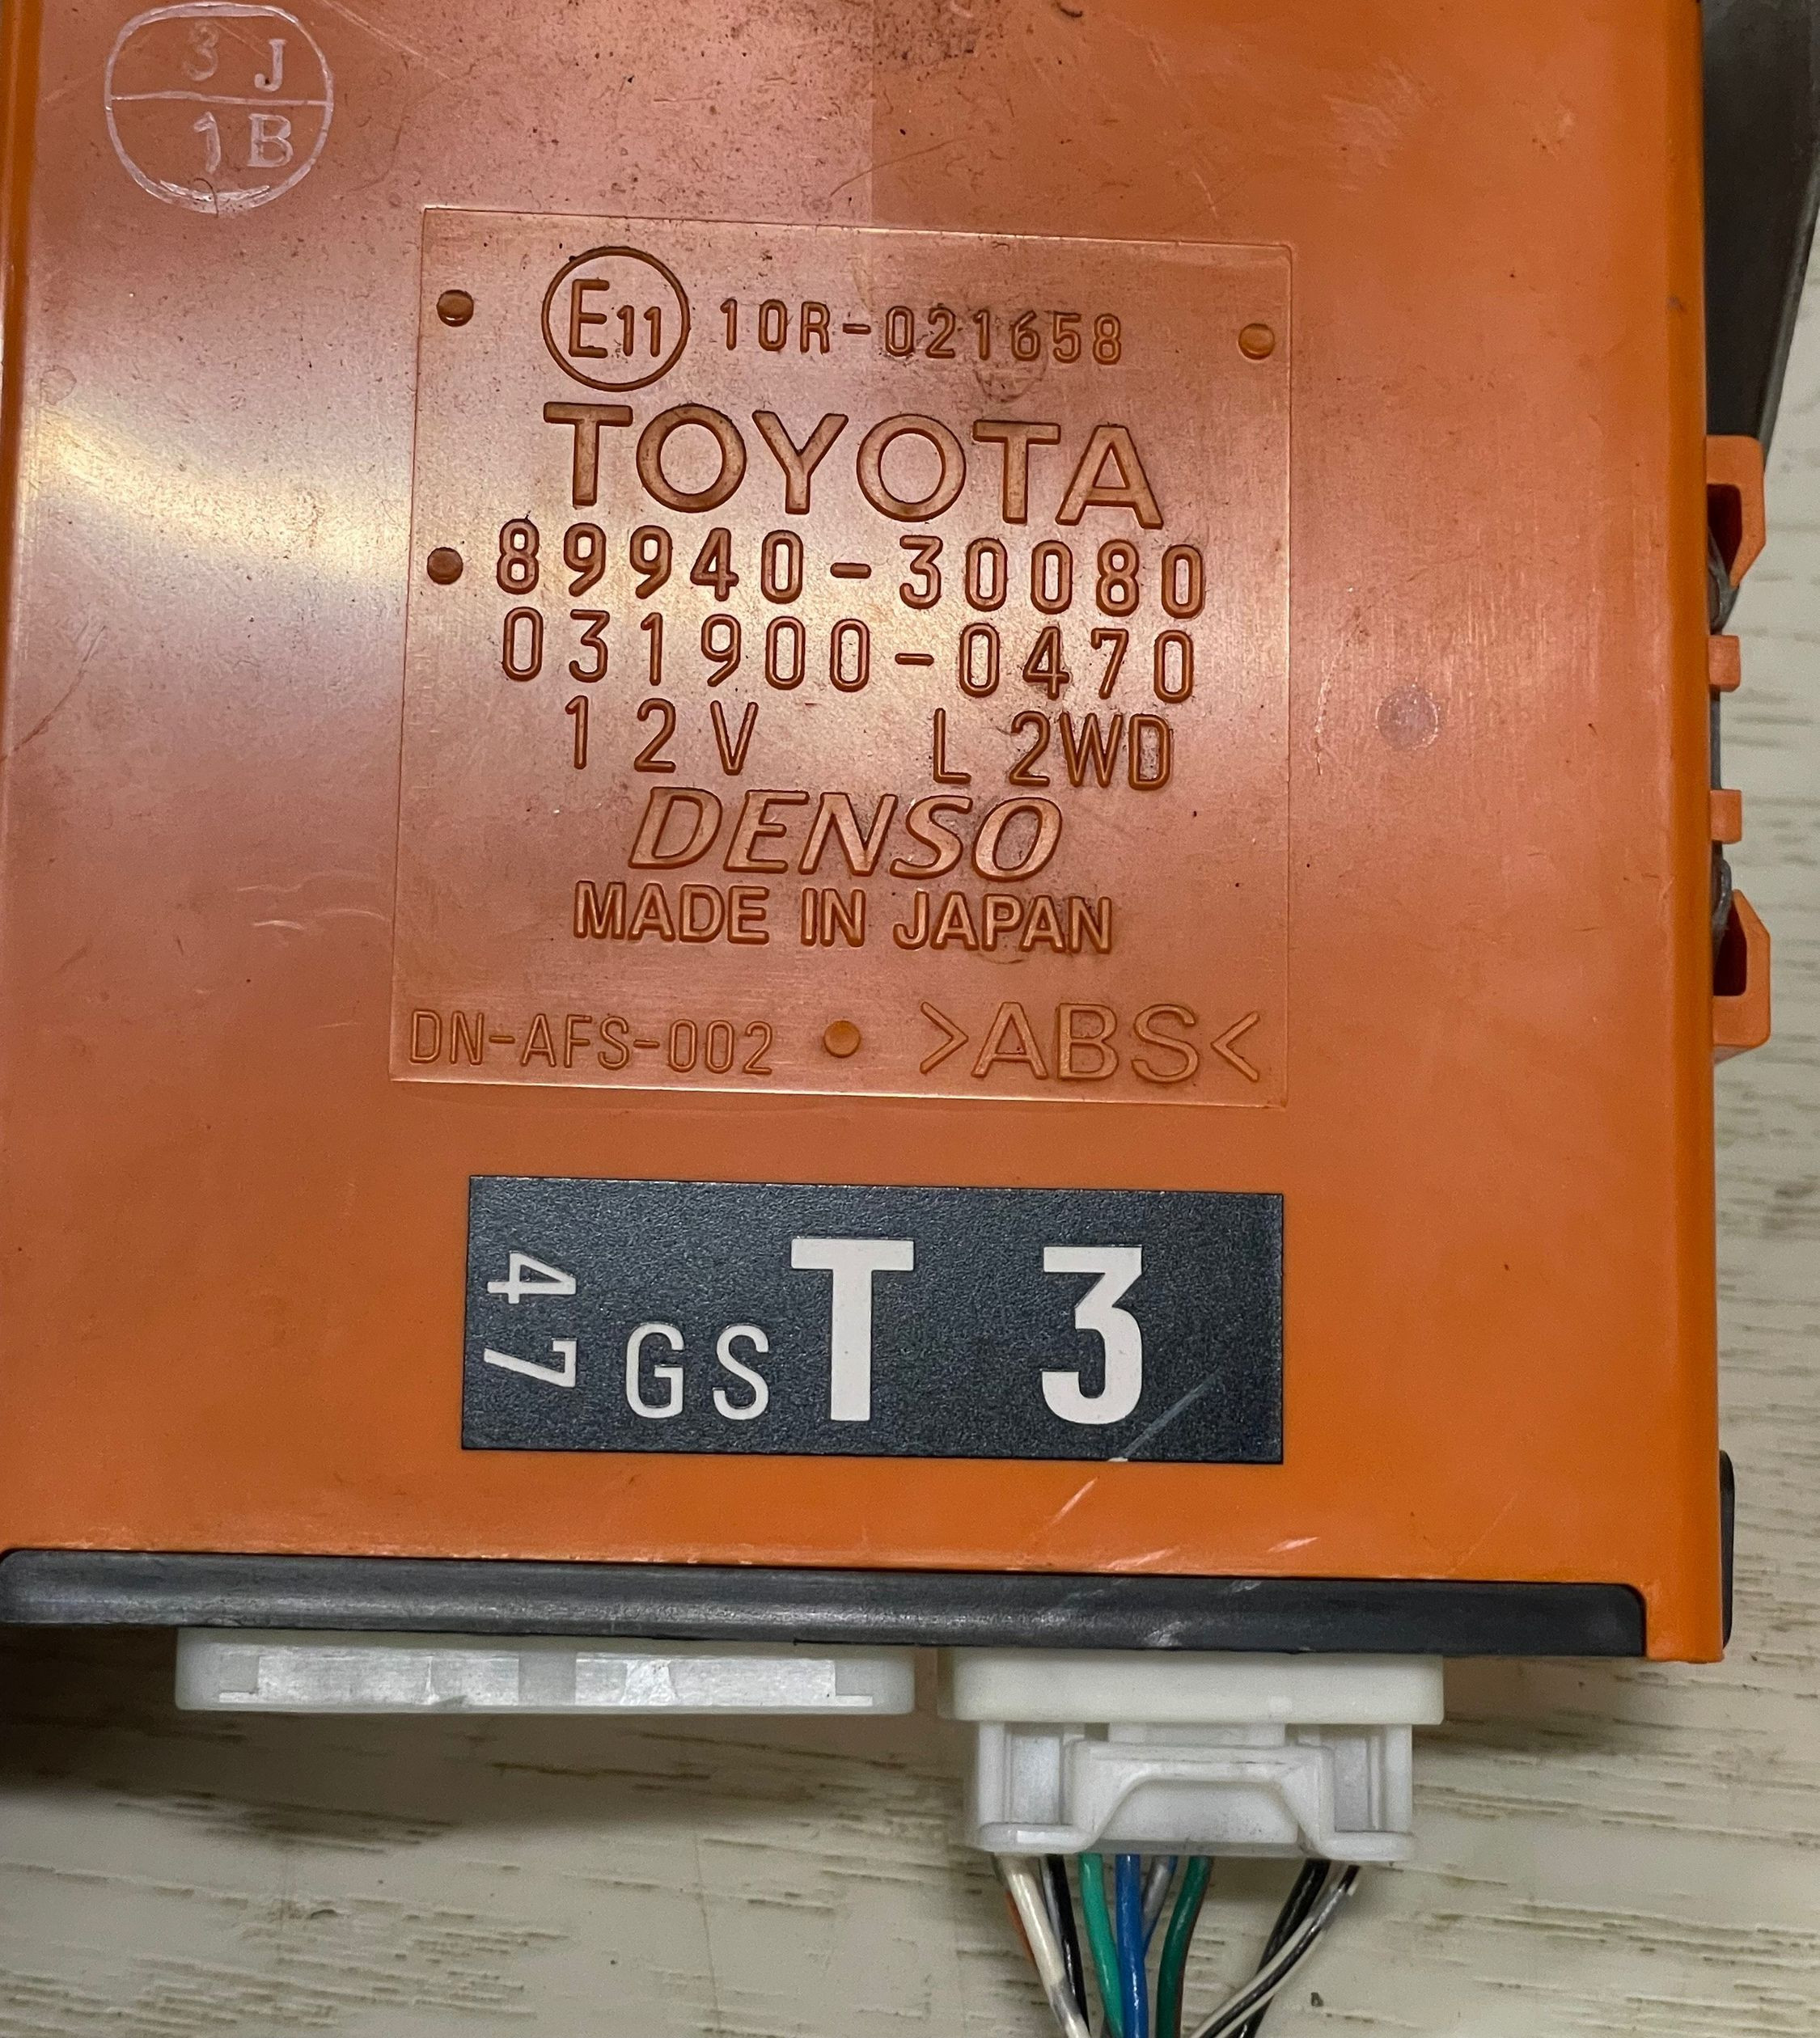 3 J
1 B
E11 10R-021658
TOYOTA
89940-30080
031900-0470
12V L 2WD
DENSO
MADE IN JAPAN
DN-AFS-002 >ABS<
47 GS T 3